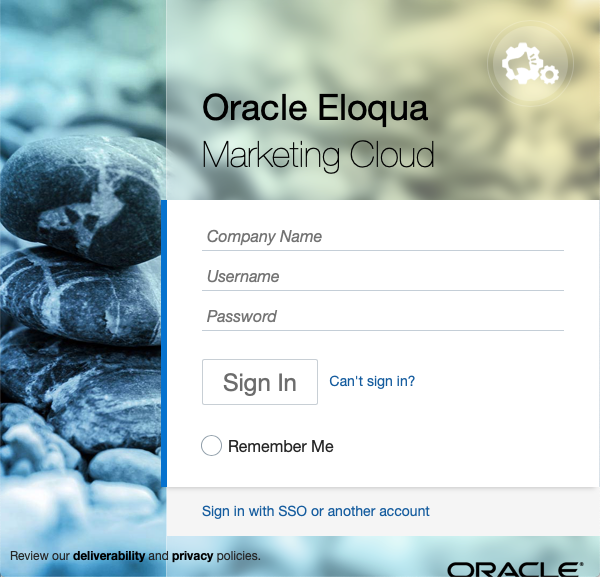 Oracle Eloqua
Marketing Cloud
Company Name
Username
Password
Sign In
Can't sign in?
Remember Me
Sign in with SSO or another account
Review our deliverability and privacy policies.
ORACLE®